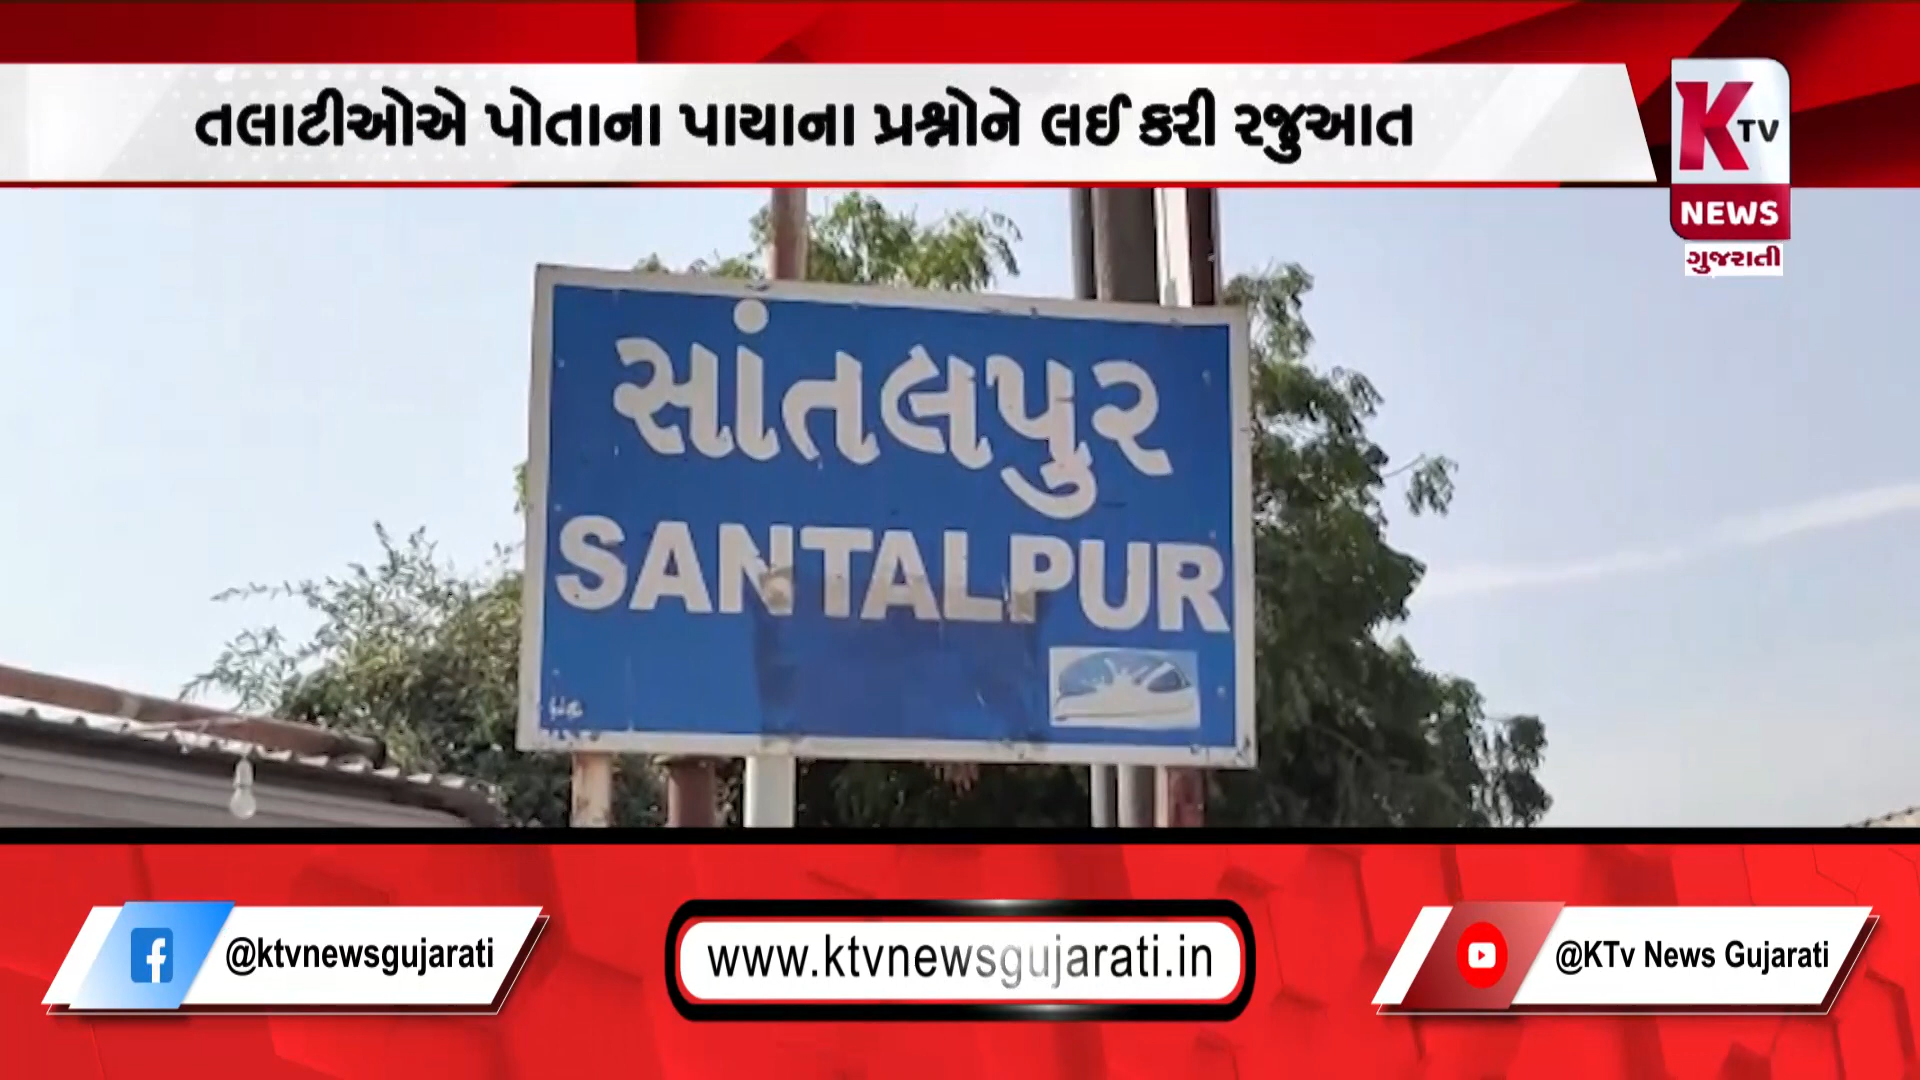 તલાટીઓએ પોતાના પાયાના પ્રશ્નોને લઈ કરી રજુઆત
K TV
NEWS
ગુજરાતી
સાંતલપુર
SANTALPUR
@ktvnewsgujarati
www.ktvnewsgujarati.in
@KTv News Gujarati